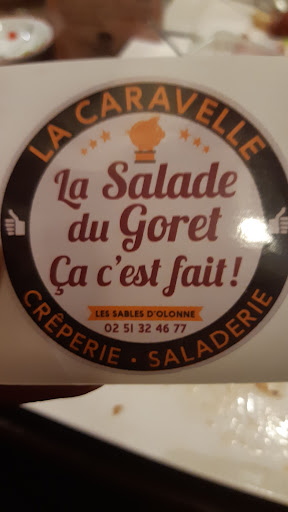 LA CARAVELLE
La Salade
du Goret
Ça c'est fait!
LES SABLES D'OLONNE
02 51 32 46 77
CRÊPERIE • SALADERIE